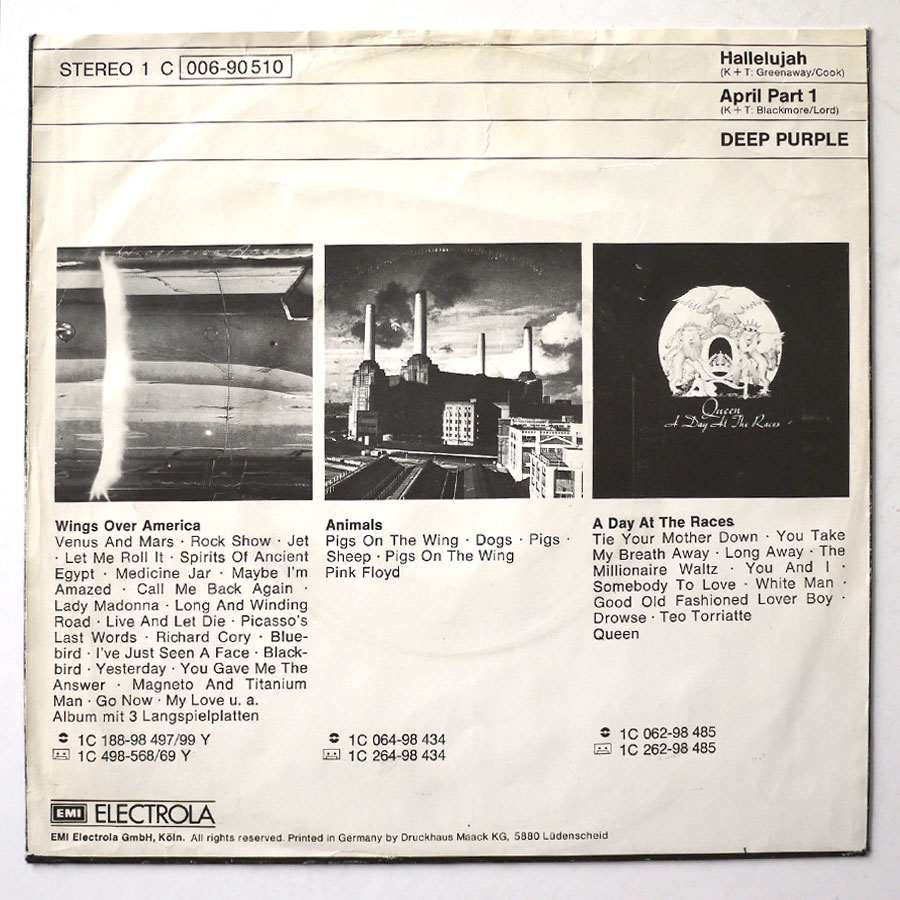 STEREO 1 C 006-90510
Hallelujah
(K + T: Greenaway/Cook)
April Part 1
(K + T: Blackmore/Lord)
DEEP PURPLE
Queen
A Day At The Races
Wings Over America
Venus And Mars · Rock Show · Jet
· Let Me Roll It · Spirits Of Ancient
Egypt · Medicine Jar · Maybe I'm
Amazed · Call Me Back Again ·
Lady Madonna · Long And Winding
Road · Live And Let Die · Picasso's
Last Words · Richard Cory · Blue-
bird · I've Just Seen A Face · Black-
bird · Yesterday · You Gave Me The
Answer · Magneto And Titanium
Man · Go Now · My Love u. a.
Album mit 3 Langspielplatten
1C 188-98 497/99 Y
1C 498-568/69 Y
Animals
Pigs On The Wing · Dogs · Pigs ·
Sheep · Pigs On The Wing
Pink Floyd
1C 064-98 434
1C 264-98 434
A Day At The Races
Tie Your Mother Down · You Take
My Breath Away · Long Away · The
Millionaire Waltz · You And I ·
Somebody To Love · White Man ·
Good Old Fashioned Lover Boy ·
Drowse · Teo Torriatte
Queen
1C 062-98 485
1C 262-98 485
EMI ELECTROLA
EMI Electrola GmbH, Köln. All rights reserved. Printed in Germany by Druckhaus Maack KG, 5880 Lüdenscheid